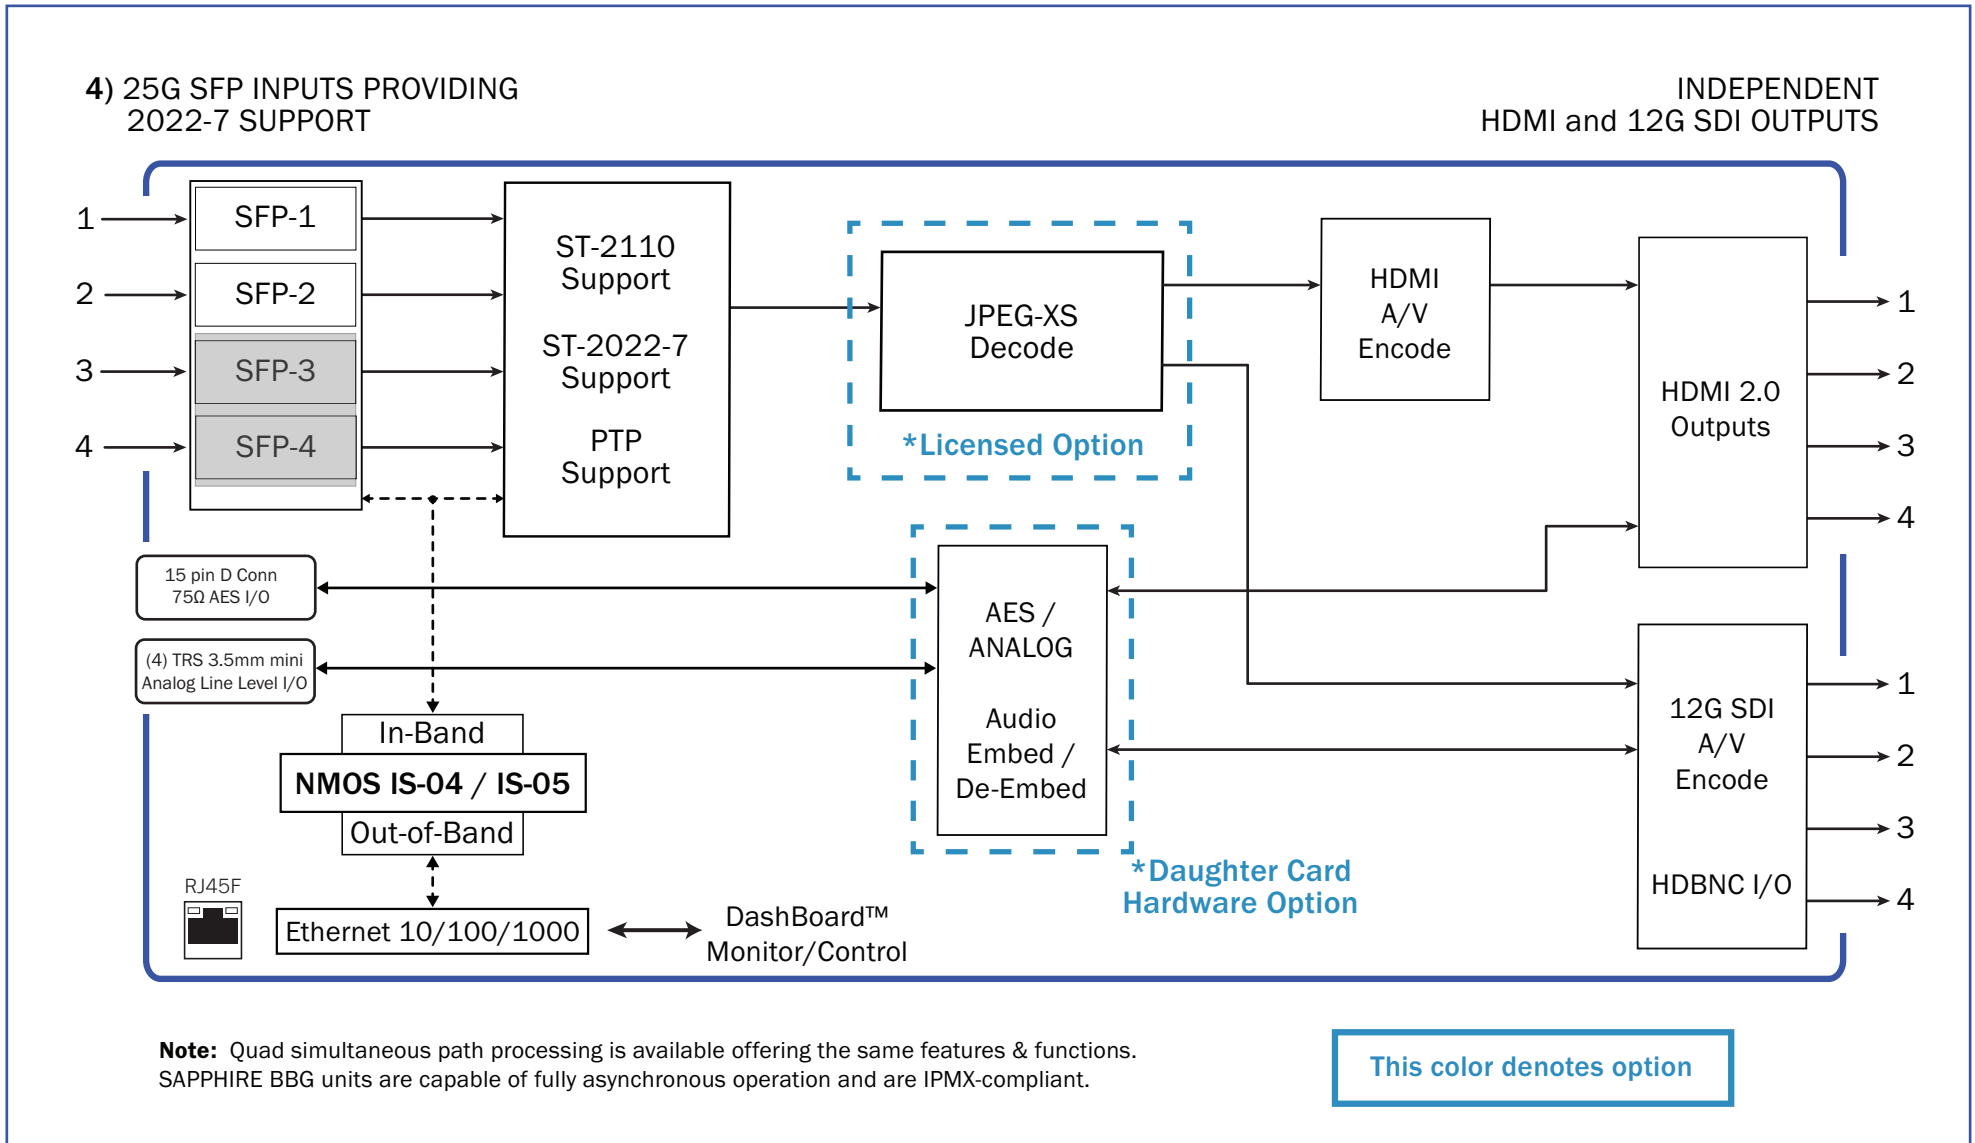 4) 25G SFP INPUTS PROVIDING
2022-7 SUPPORT
INDEPENDENT
HDMI and 12G SDI OUTPUTS
1
2
3
4
SFP-1
SFP-2
SFP-3
SFP-4
ST-2110
Support
ST-2022-7
Support
PTP
Support
JPEG-XS
Decode
*Licensed Option
HDMI
A/V
Encode
HDMI 2.0
Outputs
1
2
3
4
15 pin D Conn
75Ω AES I/O
(4) TRS 3.5mm mini
Analog Line Level I/O
AES /
ANALOG
Audio
Embed /
De-Embed
*Daughter Card
Hardware Option
12G SDI
A/V
Encode
HDBNC I/O
1
2
3
4
In-Band
NMOS IS-04 / IS-05
Out-of-Band
RJ45F
Ethernet 10/100/1000
DashBoard™
Monitor/Control
Note: Quad simultaneous path processing is available offering the same features & functions.
SAPPHIRE BBG units are capable of fully asynchronous operation and are IPMX-compliant.
This color denotes option